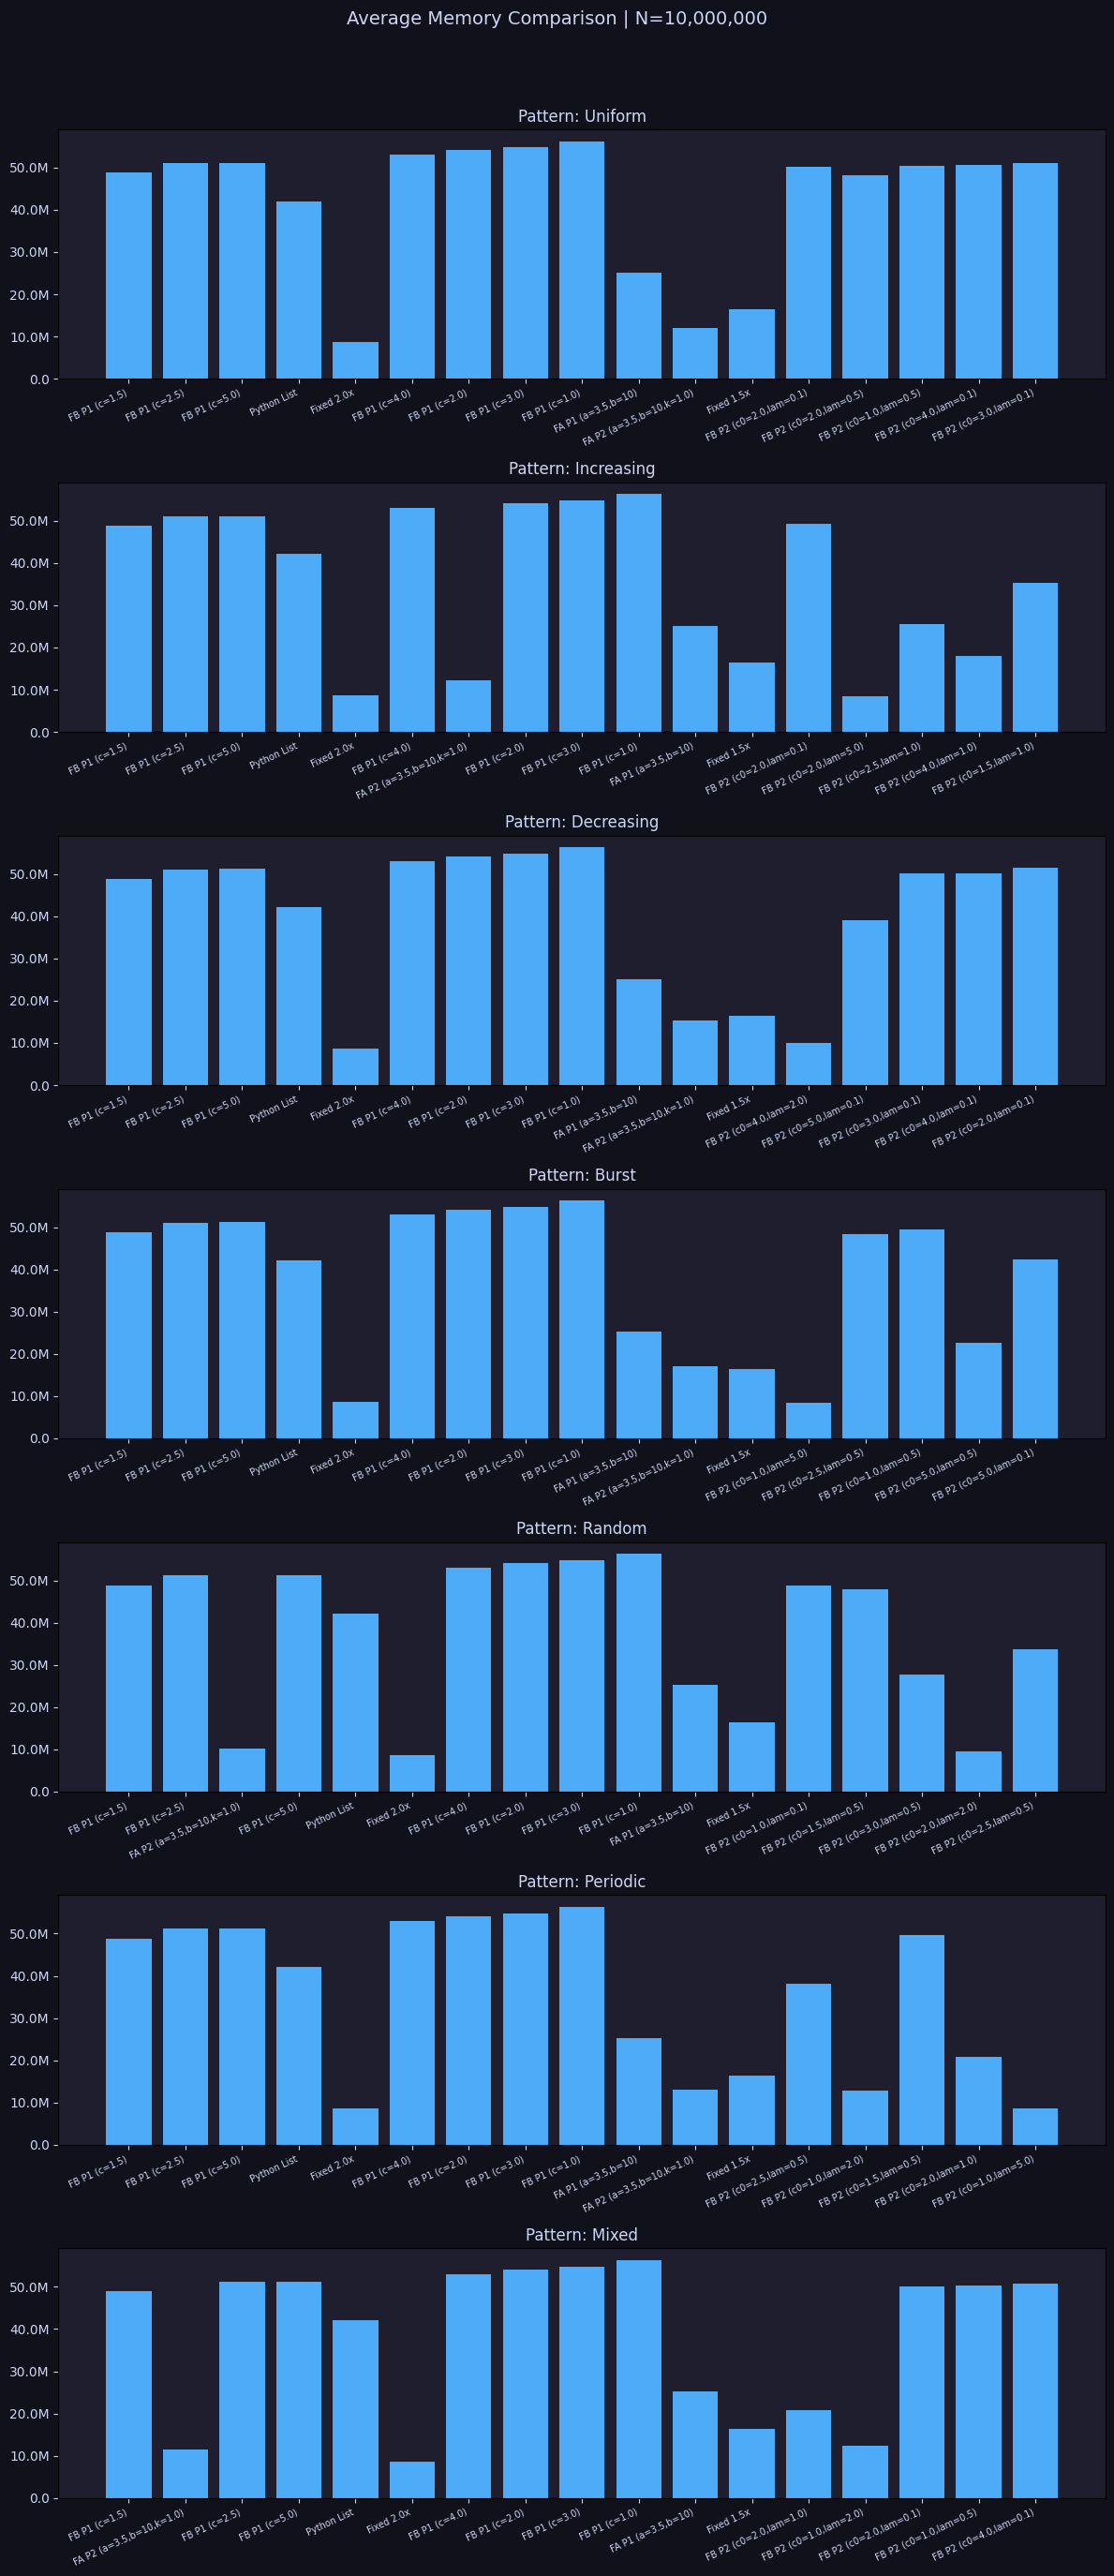 Average Memory Comparison | N=10,000,000
Pattern: Uniform
50.0M
40.0M
30.0M
20.0M
10.0M
0.0
FB P1 (c=1.5)
FB P1 (c=2.5)
FB P1 (c=5.0)
Python List
Fixed 2.0x
FB P1 (c=4.0)
FB P1 (c=2.0)
FB P1 (c=3.0)
FB P1 (c=1.0)
FA P1 (a=3.5,b=10)
FA P2 (a=3.5,b=10,k=1.0)
Fixed 1.5x
FB P2 (c0=2.0,lam=0.1)
FB P2 (c0=2.0,lam=0.5)
FB P2 (c0=1.0,lam=0.5)
FB P2 (c0=4.0,lam=0.1)
FB P2 (c0=3.0,lam=0.1)
Pattern: Increasing
50.0M
40.0M
30.0M
20.0M
10.0M
0.0
FB P1 (c=1.5)
FB P1 (c=2.5)
FB P1 (c=5.0)
Python List
Fixed 2.0x
FB P1 (c=4.0)
FA P2 (a=3.5,b=10,k=1.0)
FB P1 (c=2.0)
FB P1 (c=3.0)
FB P1 (c=1.0)
FA P1 (a=3.5,b=10)
Fixed 1.5x
FB P2 (c0=2.0,lam=0.1)
FB P2 (c0=2.0,lam=5.0)
FB P2 (c0=2.5,lam=1.0)
FB P2 (c0=4.0,lam=1.0)
FB P2 (c0=1.5,lam=1.0)
Pattern: Decreasing
50.0M
40.0M
30.0M
20.0M
10.0M
0.0
FB P1 (c=1.5)
FB P1 (c=2.5)
FB P1 (c=5.0)
Python List
Fixed 2.0x
FB P1 (c=4.0)
FB P1 (c=2.0)
FB P1 (c=3.0)
FB P1 (c=1.0)
FA P1 (a=3.5,b=10)
FA P2 (a=3.5,b=10,k=1.0)
Fixed 1.5x
FB P2 (c0=4.0,lam=2.0)
FB P2 (c0=5.0,lam=0.1)
FB P2 (c0=3.0,lam=0.1)
FB P2 (c0=4.0,lam=0.1)
FB P2 (c0=2.0,lam=0.1)
Pattern: Burst
50.0M
40.0M
30.0M
20.0M
10.0M
0.0
FB P1 (c=1.5)
FB P1 (c=2.5)
FB P1 (c=5.0)
Python List
Fixed 2.0x
FB P1 (c=4.0)
FB P1 (c=2.0)
FB P1 (c=3.0)
FB P1 (c=1.0)
FA P1 (a=3.5,b=10)
FA P2 (a=3.5,b=10,k=1.0)
Fixed 1.5x
FB P2 (c0=1.0,lam=5.0)
FB P2 (c0=2.5,lam=0.5)
FB P2 (c0=1.0,lam=0.5)
FB P2 (c0=5.0,lam=0.5)
FB P2 (c0=5.0,lam=0.1)
Pattern: Random
50.0M
40.0M
30.0M
20.0M
10.0M
0.0
FB P1 (c=1.5)
FB P1 (c=2.5)
FA P2 (a=3.5,b=10,k=1.0)
FB P1 (c=5.0)
Python List
Fixed 2.0x
FB P1 (c=4.0)
FB P1 (c=2.0)
FB P1 (c=3.0)
FB P1 (c=1.0)
FA P1 (a=3.5,b=10)
Fixed 1.5x
FB P2 (c0=1.0,lam=0.1)
FB P2 (c0=1.5,lam=0.5)
FB P2 (c0=3.0,lam=0.5)
FB P2 (c0=2.0,lam=2.0)
FB P2 (c0=2.5,lam=0.5)
Pattern: Periodic
50.0M
40.0M
30.0M
20.0M
10.0M
0.0
FB P1 (c=1.5)
FB P1 (c=2.5)
FB P1 (c=5.0)
Python List
Fixed 2.0x
FB P1 (c=4.0)
FB P1 (c=2.0)
FB P1 (c=3.0)
FB P1 (c=1.0)
FA P1 (a=3.5,b=10)
FA P2 (a=3.5,b=10,k=1.0)
Fixed 1.5x
FB P2 (c0=2.5,lam=0.5)
FB P2 (c0=1.0,lam=2.0)
FB P2 (c0=1.5,lam=0.5)
FB P2 (c0=2.0,lam=1.0)
FB P2 (c0=1.0,lam=5.0)
Pattern: Mixed
50.0M
40.0M
30.0M
20.0M
10.0M
0.0
FB P1 (c=1.5)
FA P2 (a=3.5,b=10,k=1.0)
FB P1 (c=2.5)
FB P1 (c=5.0)
Python List
Fixed 2.0x
FB P1 (c=4.0)
FB P1 (c=2.0)
FB P1 (c=3.0)
FB P1 (c=1.0)
FA P1 (a=3.5,b=10)
Fixed 1.5x
FB P2 (c0=2.0,lam=1.0)
FB P2 (c0=1.0,lam=2.0)
FB P2 (c0=2.0,lam=0.1)
FB P2 (c0=1.0,lam=0.5)
FB P2 (c0=4.0,lam=0.1)